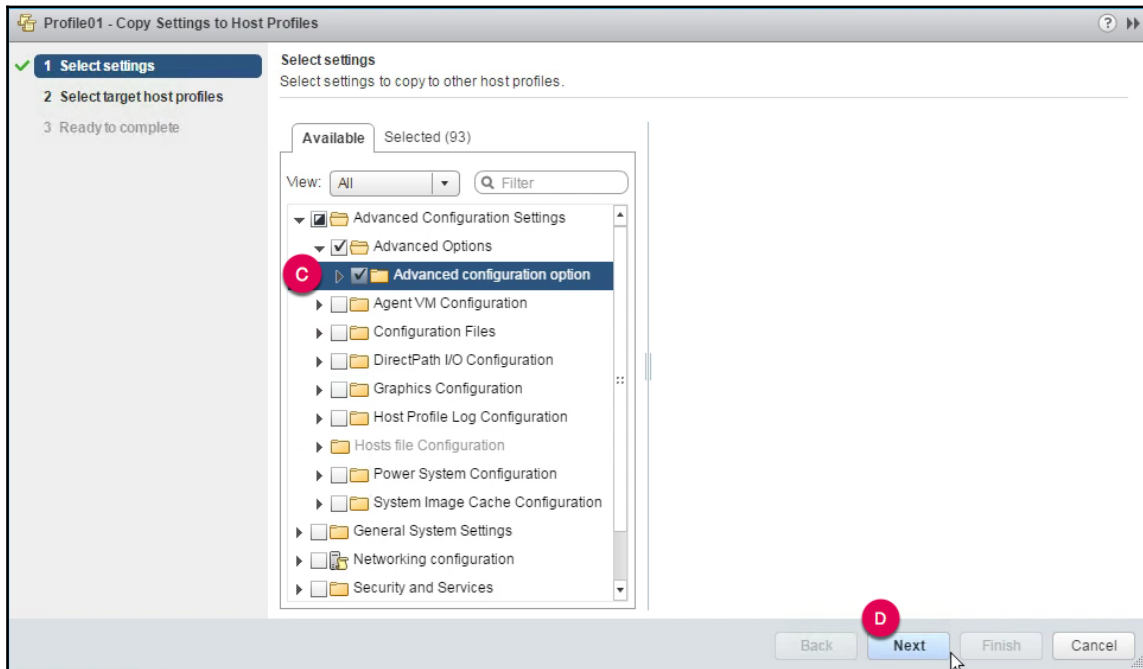 Profile01 - Copy Settings to Host Profiles
?
1 Select settings
2 Select target host profiles
3 Ready to complete
Select settings
Select settings to copy to other host profiles.
Available
Selected (93)
View:
All
Filter
Advanced Configuration Settings
Advanced Options
C
Advanced configuration option
Agent VM Configuration
Configuration Files
DirectPath I/O Configuration
Graphics Configuration
Host Profile Log Configuration
Hosts file Configuration
Power System Configuration
System Image Cache Configuration
General System Settings
Networking configuration
Security and Services
D
Back
Next
Finish
Cancel